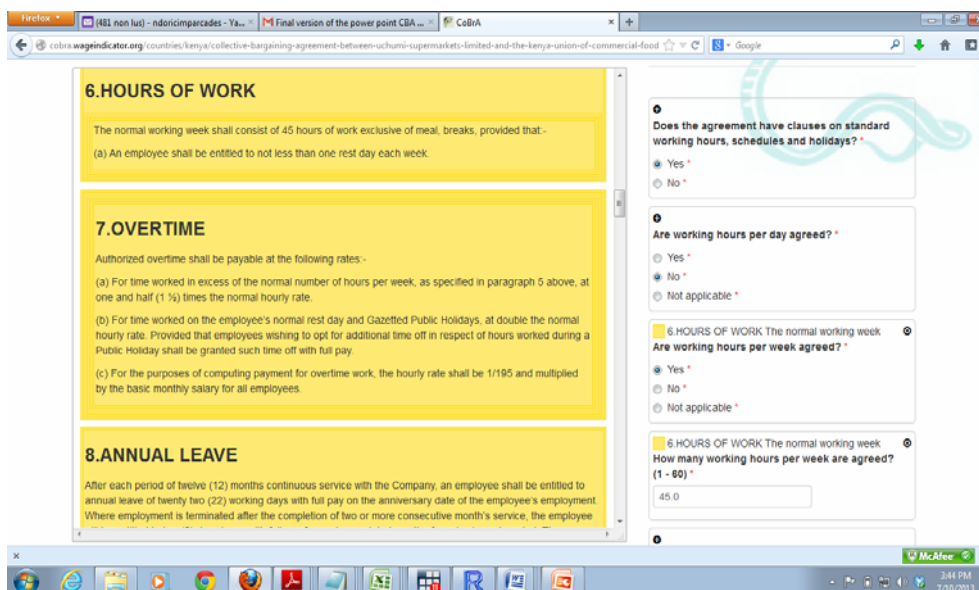 Firefox
(481 non lus) - ndoricimparcades - Ya...
Final version of the power point CBA ...
CoBrA
cobra.wageindicator.org/countries/kenya/collective-bargaining-agreement-between-uchumi-supermarkets-limited-and-the-kenya-union-of-commercial-food
Google
6.HOURS OF WORK
The normal working week shall consist of 45 hours of work exclusive of meal, breaks, provided that:-
(a) An employee shall be entitled to not less than one rest day each week.
7.OVERTIME
Authorized overtime shall be payable at the following rates:-
(a) For time worked in excess of the normal number of hours per week, as specified in paragraph 5 above, at
one and half (1 ½) times the normal hourly rate.
(b) For time worked on the employee's normal rest day and Gazetted Public Holidays, at double the normal
hourly rate. Provided that employees wishing to opt for additional time off in respect of hours worked during a
Public Holiday shall be granted such time off with full pay.
(c) For the purposes of computing payment for overtime work, the hourly rate shall be 1/195 and multiplied
by the basic monthly salary for all employees.
8.ANNUAL LEAVE
After each period of twelve (12) months continuous service with the Company, an employee shall be entitled to
annual leave of twenty two (22) working days with full pay on the anniversary date of the employee's employment.
Where employment is terminated after the completion of two or more consecutive month's service, the employee
Does the agreement have clauses on standard
working hours, schedules and holidays? *
Yes *
No *
Are working hours per day agreed? *
Yes *
No *
Not applicable *
6.HOURS OF WORK The normal working week
Are working hours per week agreed? *
Yes *
No *
Not applicable *
6.HOURS OF WORK The normal working week
How many working hours per week are agreed?
(1 - 60) *
45.0
McAfee
2:44 PM
7/10/2013